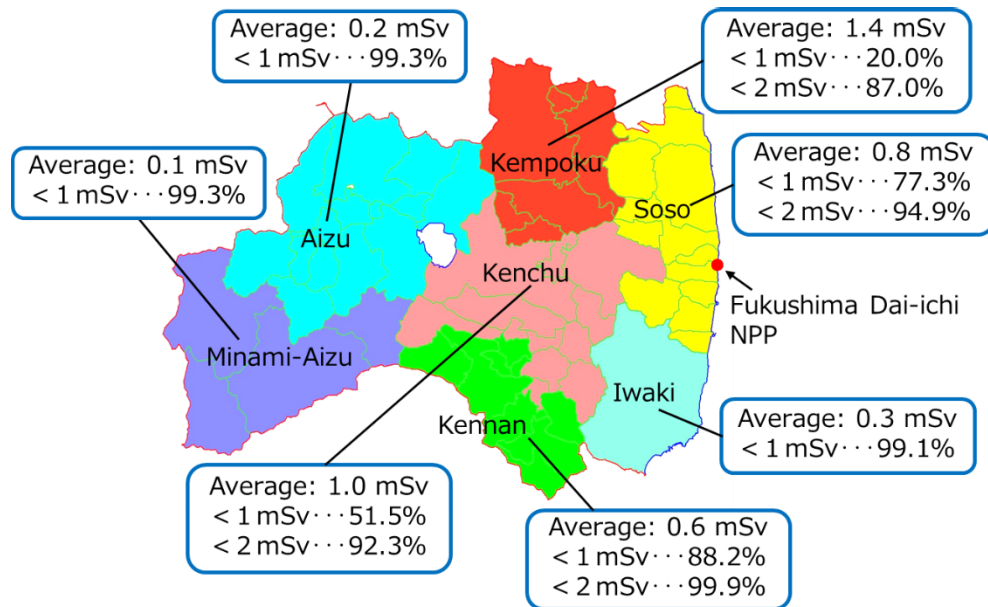 Average: 0.2 mSv
< 1 mSv···99.3%
Average: 1.4 mSv
< 1 mSv···20.0%
< 2 mSv···87.0%
Average: 0.1 mSv
< 1 mSv···99.3%
Kempoku
Average: 0.8 mSv
< 1 mSv···77.3%
< 2 mSv···94.9%
Soso
Aizu
Kenchu
Fukushima Dai-ichi
NPP
Minami-Aizu
Iwaki
Kennan
Average: 0.3 mSv
< 1 mSv···99.1%
Average: 1.0 mSv
< 1 mSv···51.5%
< 2 mSv···92.3%
Average: 0.6 mSv
< 1 mSv···88.2%
< 2 mSv···99.9%